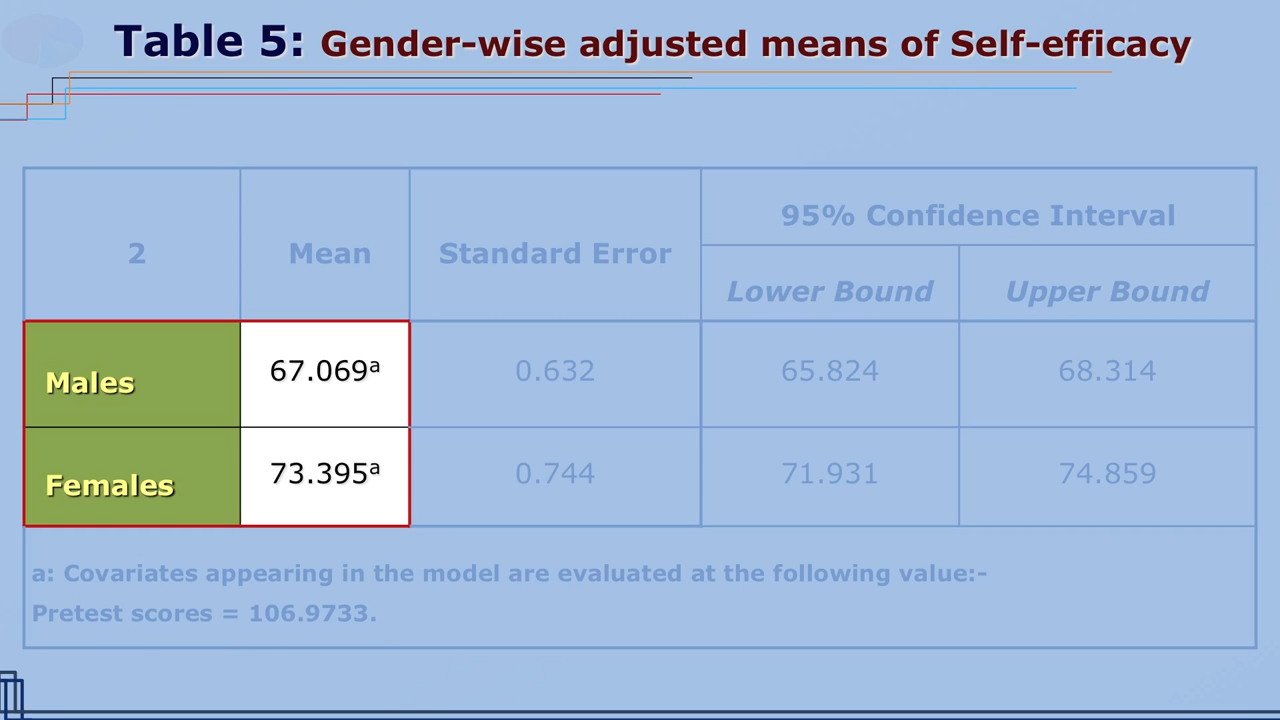 Table 5: Gender-wise adjusted means of Self-efficacy
2 Mean Standard Error 95% Confidence Interval
Lower Bound Upper Bound
Males 67.069ᵃ 0.632 65.824 68.314
Females 73.395ᵃ 0.744 71.931 74.859
a: Covariates appearing in the model are evaluated at the following value:-
Pretest scores = 106.9733.